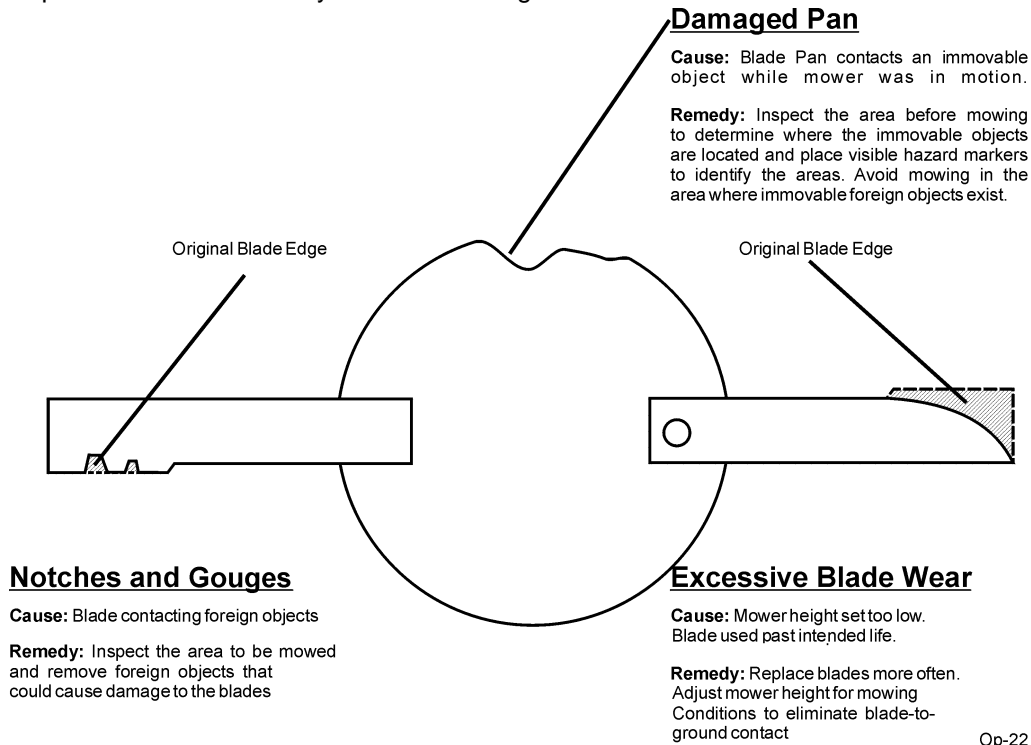 Damaged Pan
Cause: Blade Pan contacts an immovable
object while mower was in motion.
Remedy: Inspect the area before mowing
to determine where the immovable objects
are located and place visible hazard markers
to identify the areas. Avoid mowing in the
area where immovable foreign objects exist.
Original Blade Edge
Original Blade Edge
Notches and Gouges
Cause: Blade contacting foreign objects
Remedy: Inspect the area to be mowed
and remove foreign objects that
could cause damage to the blades
Excessive Blade Wear
Cause: Mower height set too low.
Blade used past intended life.
Remedy: Replace blades more often.
Adjust mower height for mowing
Conditions to eliminate blade-to-
ground contact
Op-22